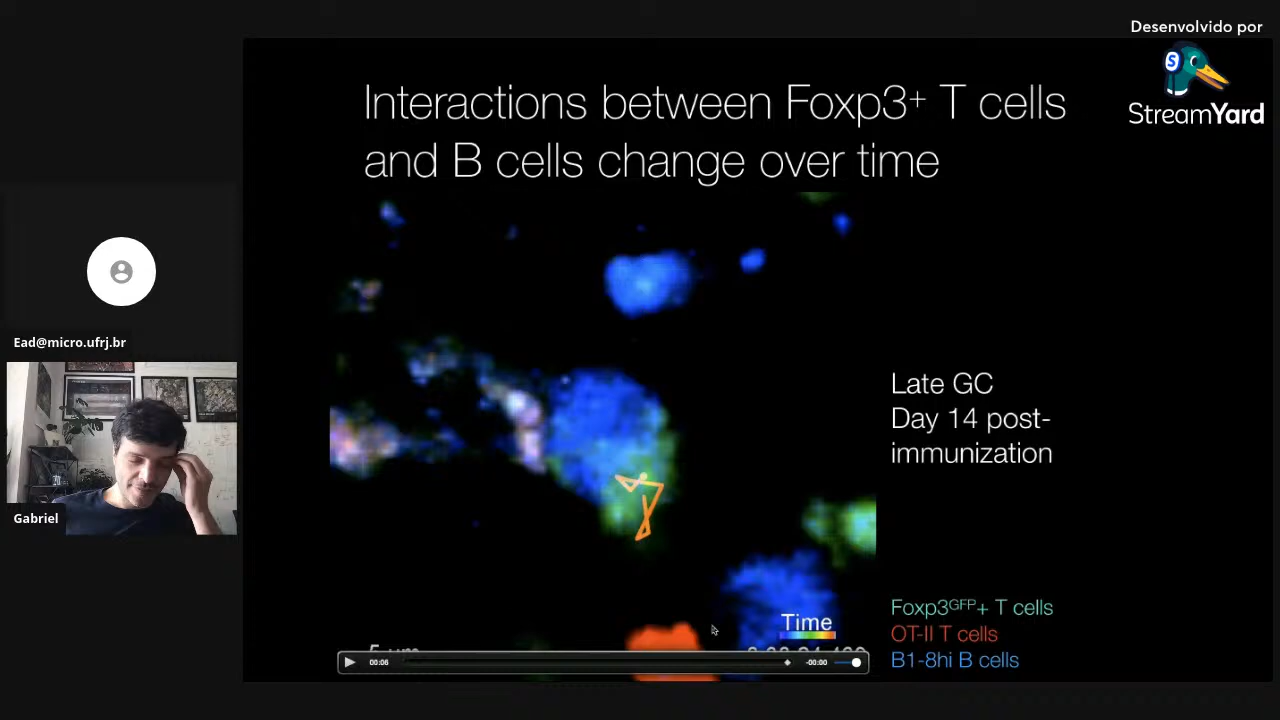 Desenvolvido por
StreamYard
Interactions between Foxp3+ T cells
and B cells change over time
Ead@micro.ufrj.br
Late GC
Day 14 post-
immunization
Gabriel
Foxp3GFP+ T cells
OT-II T cells
B1-8hi B cells
Time
00:06
-00:00